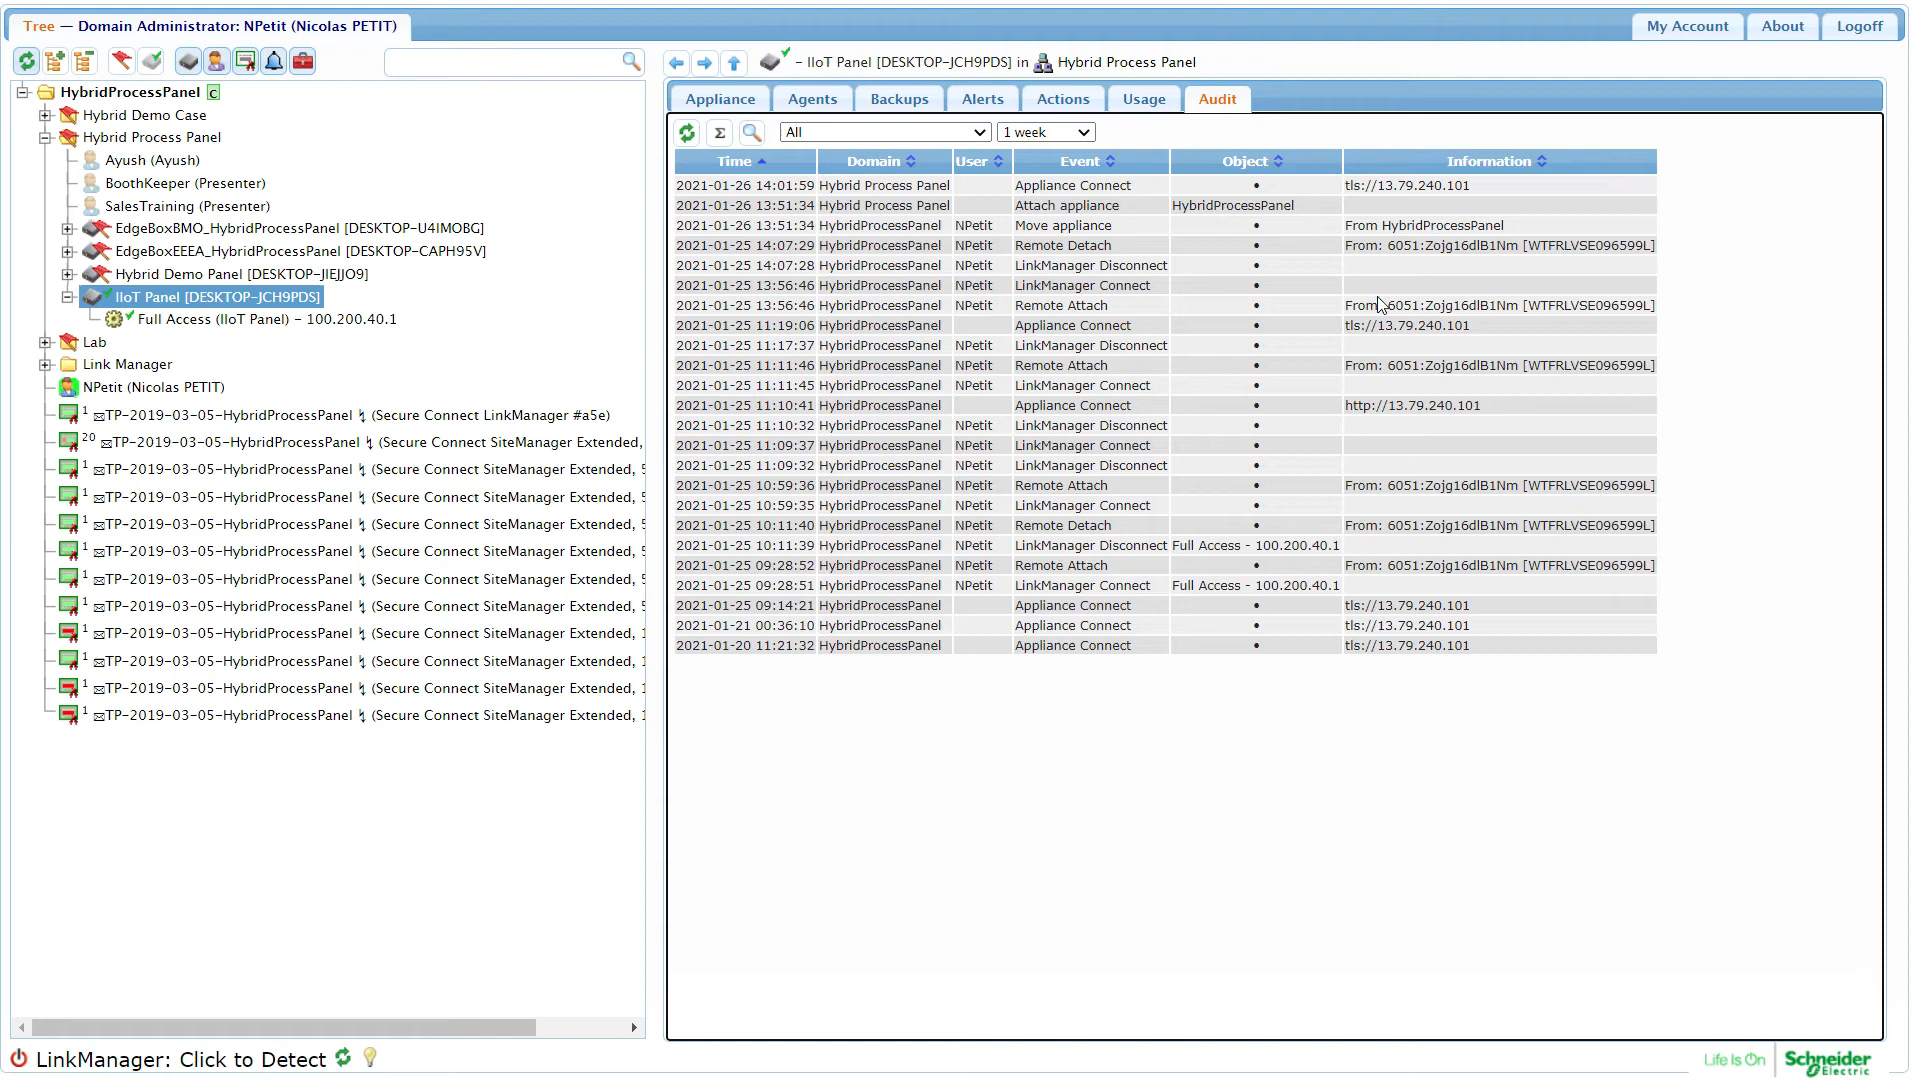 Tree — Domain Administrator: NPetit (Nicolas PETIT)
My Account
About
Logoff
– IIoT Panel [DESKTOP-JCH9PDS] in Hybrid Process Panel
HybridProcessPanel C
Hybrid Demo Case
Hybrid Process Panel
Ayush (Ayush)
BoothKeeper (Presenter)
SalesTraining (Presenter)
EdgeBoxBMO_HybridProcessPanel [DESKTOP-U4IMOBG]
EdgeBoxEEEA_HybridProcessPanel [DESKTOP-CAPH95V]
Hybrid Demo Panel [DESKTOP-JIEJJO9]
IIoT Panel [DESKTOP-JCH9PDS]
Full Access (IIoT Panel) – 100.200.40.1
Lab
Link Manager
NPetit (Nicolas PETIT)
1 TP-2019-03-05-HybridProcessPanel (Secure Connect LinkManager #a5e)
20 TP-2019-03-05-HybridProcessPanel (Secure Connect SiteManager Extended,
1 TP-2019-03-05-HybridProcessPanel (Secure Connect SiteManager Extended, 5
1 TP-2019-03-05-HybridProcessPanel (Secure Connect SiteManager Extended, 5
1 TP-2019-03-05-HybridProcessPanel (Secure Connect SiteManager Extended, 5
1 TP-2019-03-05-HybridProcessPanel (Secure Connect SiteManager Extended, 5
1 TP-2019-03-05-HybridProcessPanel (Secure Connect SiteManager Extended, 5
1 TP-2019-03-05-HybridProcessPanel (Secure Connect SiteManager Extended, 5
1 TP-2019-03-05-HybridProcessPanel (Secure Connect SiteManager Extended, 1
1 TP-2019-03-05-HybridProcessPanel (Secure Connect SiteManager Extended, 1
1 TP-2019-03-05-HybridProcessPanel (Secure Connect SiteManager Extended, 1
1 TP-2019-03-05-HybridProcessPanel (Secure Connect SiteManager Extended, 1
Appliance Agents Backups Alerts Actions Usage Audit
Σ All 1 week
Time Domain User Event Object Information
2021-01-26 14:01:59 Hybrid Process Panel Appliance Connect • tls://13.79.240.101
2021-01-26 13:51:34 Hybrid Process Panel Attach appliance HybridProcessPanel
2021-01-26 13:51:34 HybridProcessPanel NPetit Move appliance • From HybridProcessPanel
2021-01-25 14:07:29 HybridProcessPanel NPetit Remote Detach • From: 6051:Zojg16dlB1Nm [WTFRLVSE096599L]
2021-01-25 14:07:28 HybridProcessPanel NPetit LinkManager Disconnect •
2021-01-25 13:56:46 HybridProcessPanel NPetit LinkManager Connect •
2021-01-25 13:56:46 HybridProcessPanel NPetit Remote Attach • From: 6051:Zojg16dlB1Nm [WTFRLVSE096599L]
2021-01-25 11:19:06 HybridProcessPanel Appliance Connect • tls://13.79.240.101
2021-01-25 11:17:37 HybridProcessPanel NPetit LinkManager Disconnect •
2021-01-25 11:11:46 HybridProcessPanel NPetit Remote Attach • From: 6051:Zojg16dlB1Nm [WTFRLVSE096599L]
2021-01-25 11:11:45 HybridProcessPanel NPetit LinkManager Connect •
2021-01-25 11:10:41 HybridProcessPanel Appliance Connect • http://13.79.240.101
2021-01-25 11:10:32 HybridProcessPanel NPetit LinkManager Disconnect •
2021-01-25 11:09:37 HybridProcessPanel NPetit LinkManager Connect •
2021-01-25 11:09:32 HybridProcessPanel NPetit LinkManager Disconnect •
2021-01-25 10:59:36 HybridProcessPanel NPetit Remote Attach • From: 6051:Zojg16dlB1Nm [WTFRLVSE096599L]
2021-01-25 10:59:35 HybridProcessPanel NPetit LinkManager Connect •
2021-01-25 10:11:40 HybridProcessPanel NPetit Remote Detach • From: 6051:Zojg16dlB1Nm [WTFRLVSE096599L]
2021-01-25 10:11:39 HybridProcessPanel NPetit LinkManager Disconnect Full Access - 100.200.40.1
2021-01-25 09:28:52 HybridProcessPanel NPetit Remote Attach • From: 6051:Zojg16dlB1Nm [WTFRLVSE096599L]
2021-01-25 09:28:51 HybridProcessPanel NPetit LinkManager Connect Full Access - 100.200.40.1
2021-01-25 09:14:21 HybridProcessPanel Appliance Connect • tls://13.79.240.101
2021-01-21 00:36:10 HybridProcessPanel Appliance Connect • tls://13.79.240.101
2021-01-20 11:21:32 HybridProcessPanel Appliance Connect • tls://13.79.240.101
LinkManager: Click to Detect
Life Is On
Schneider
Electric